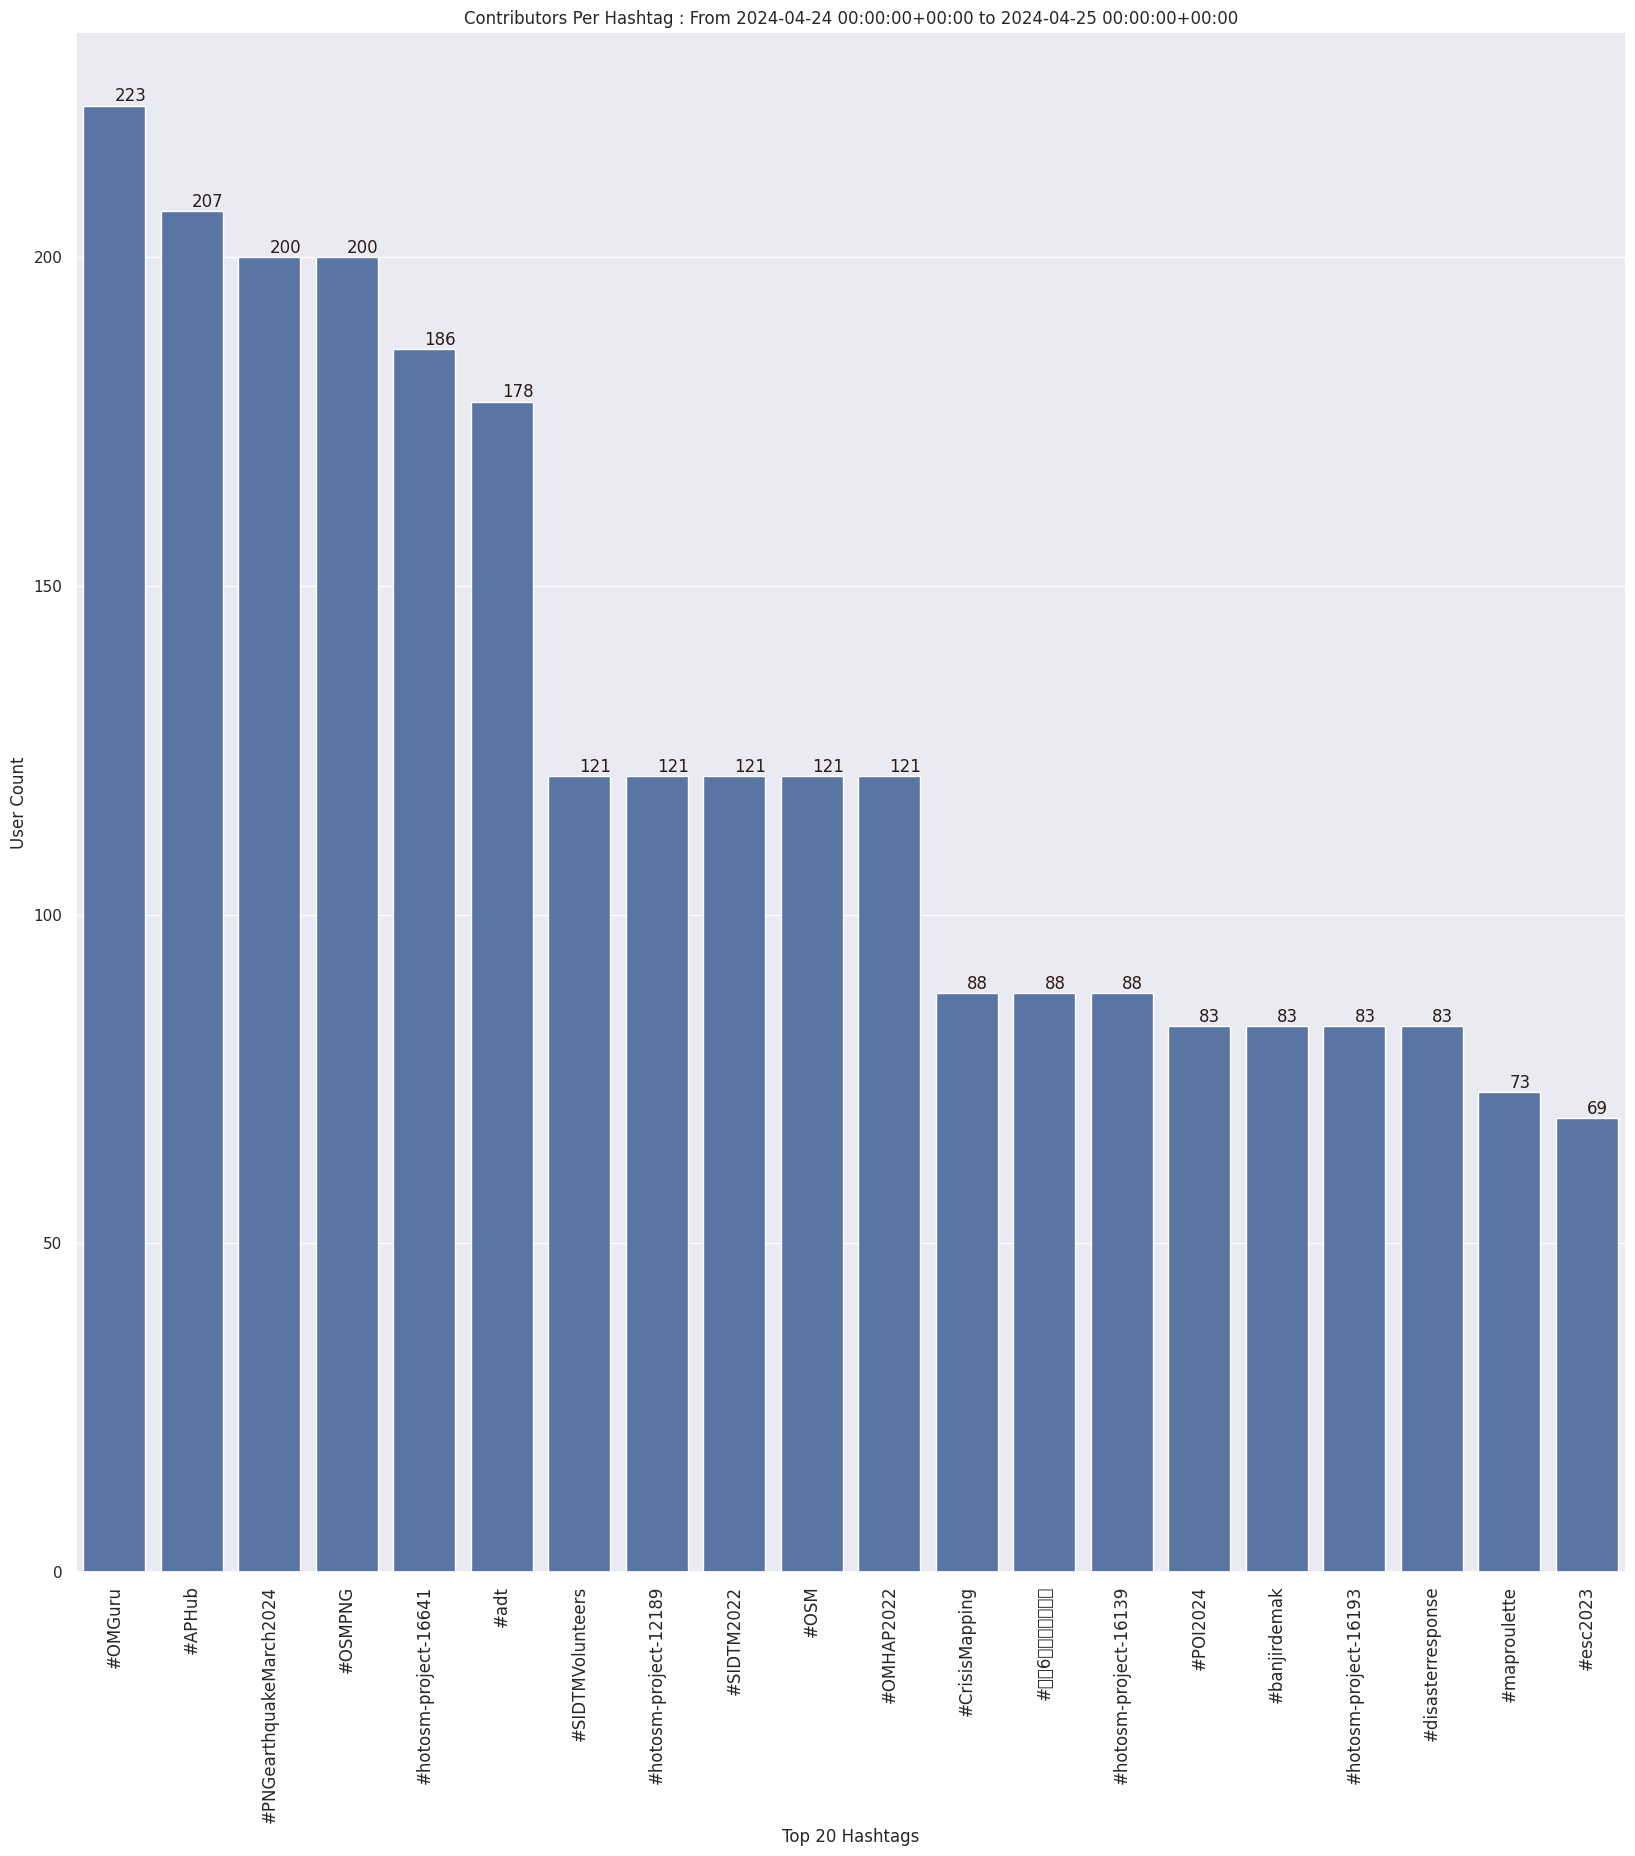 Contributors Per Hashtag : From 2024-04-24 00:00:00+00:00 to 2024-04-25 00:00:00+00:00
User Count
200
150
100
50
0
223
207
200
200
186
178
121
121
121
121
121
88
88
88
83
83
83
83
73
69
#OMGuru
#APHub
#PNGearthquakeMarch2024
#OSMPNG
#hotosm-project-16641
#adt
#SIDTMVolunteers
#hotosm-project-12189
#SIDTM2022
#OSM
#OMHAP2022
#CrisisMapping
#hotosm-project-16139
#POI2024
#banjirdemak
#hotosm-project-16193
#disasterresponse
#maproulette
#esc2023
Top 20 Hashtags